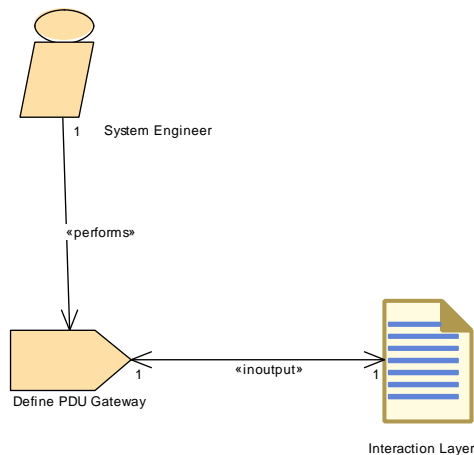 1 System Engineer
«performs»
1 «inoutput» 1
Define PDU Gateway
Interaction Layer